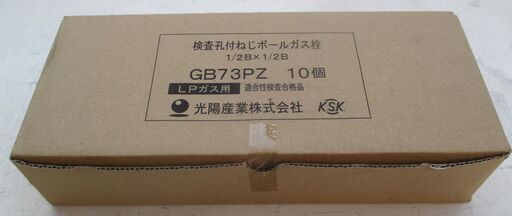 検査孔付ねじボールガス栓
1/2B×1/2B
GB73PZ 10個
LPガス用 適合性検査合格品
光陽産業株式会社 KSK